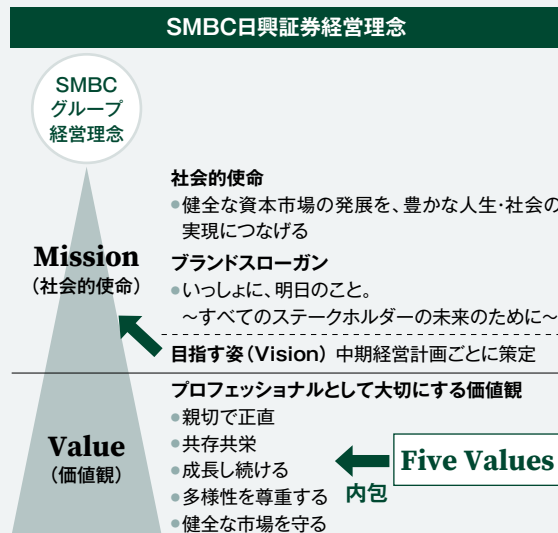 SMBC日興証券経営理念
SMBC
グループ
経営理念
社会的使命
●健全な資本市場の発展を、豊かな人生・社会の
実現につなげる
Mission
（社会的使命）
ブランドスローガン
●いっしょに、明日のこと。
～すべてのステークホルダーの未来のために～
目指す姿（Vision） 中期経営計画ごとに策定
プロフェッショナルとして大切にする価値観
Value
（価値観）
●親切で正直
●共存共栄
●成長し続ける
●多様性を尊重する
●健全な市場を守る
内包
Five Values